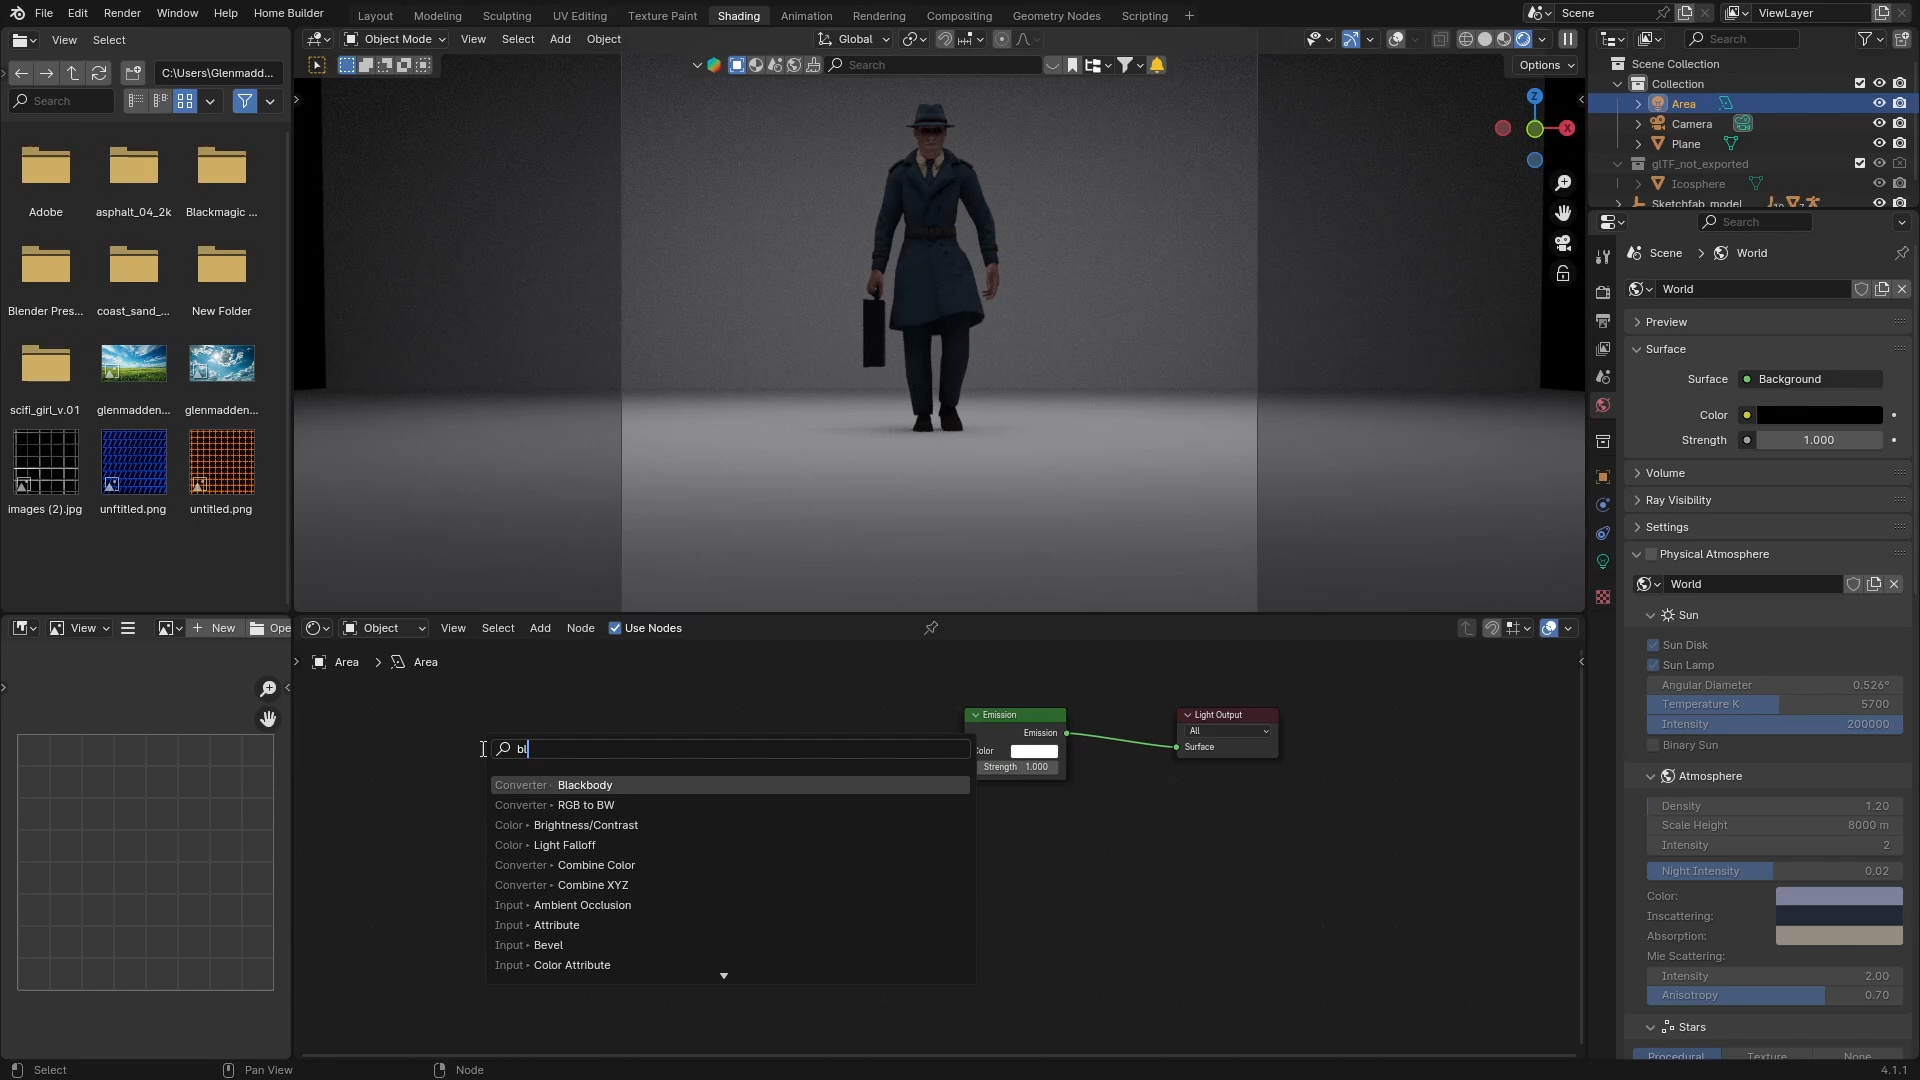 File Edit Render Window Help Home Builder Layout Modeling Sculpting UV Editing Texture Paint Shading Animation Rendering Compositing Geometry Nodes Scripting + Scene ViewLayer
View Select
Object Mode View Select Add Object Global
Search
C:\Users\Glenmadd...
Search
Search
Options
Z
X
Adobe asphalt_04_2k Blackmagic ...
Blender Pres... coast_sand_... New Folder
scifi_girl_v.01 glenmadden... glenmadden...
images (2).jpg unftitled.png untitled.png
Scene Collection
Collection
Area
Camera
Plane
glTF_not_exported
Icosphere
Sketchfab_model
Search
Scene > World
World
Preview
Surface
Surface Background
Color
Strength 1.000
Volume
Ray Visibility
Settings
Physical Atmosphere
World
Sun
Sun Disk
Sun Lamp
Angular Diameter 0.526°
Temperature K 5700
Intensity 200000
Binary Sun
Atmosphere
Density 1.20
Scale Height 8000 m
Intensity 2
Night Intensity 0.02
Color:
Inscattering:
Absorption:
Mie Scattering:
Intensity 2.00
Anisotropy 0.70
Stars
Procedural Texture None
View + New Ope
Object View Select Add Node Use Nodes
Area > Area
Emission
Emission
Color
Strength 1.000
Light Output
All
Surface
bl
Converter Blackbody
Converter RGB to BW
Color Brightness/Contrast
Color Light Falloff
Converter Combine Color
Converter Combine XYZ
Input Ambient Occlusion
Input Attribute
Input Bevel
Input Color Attribute
Select Pan View Node 4.1.1